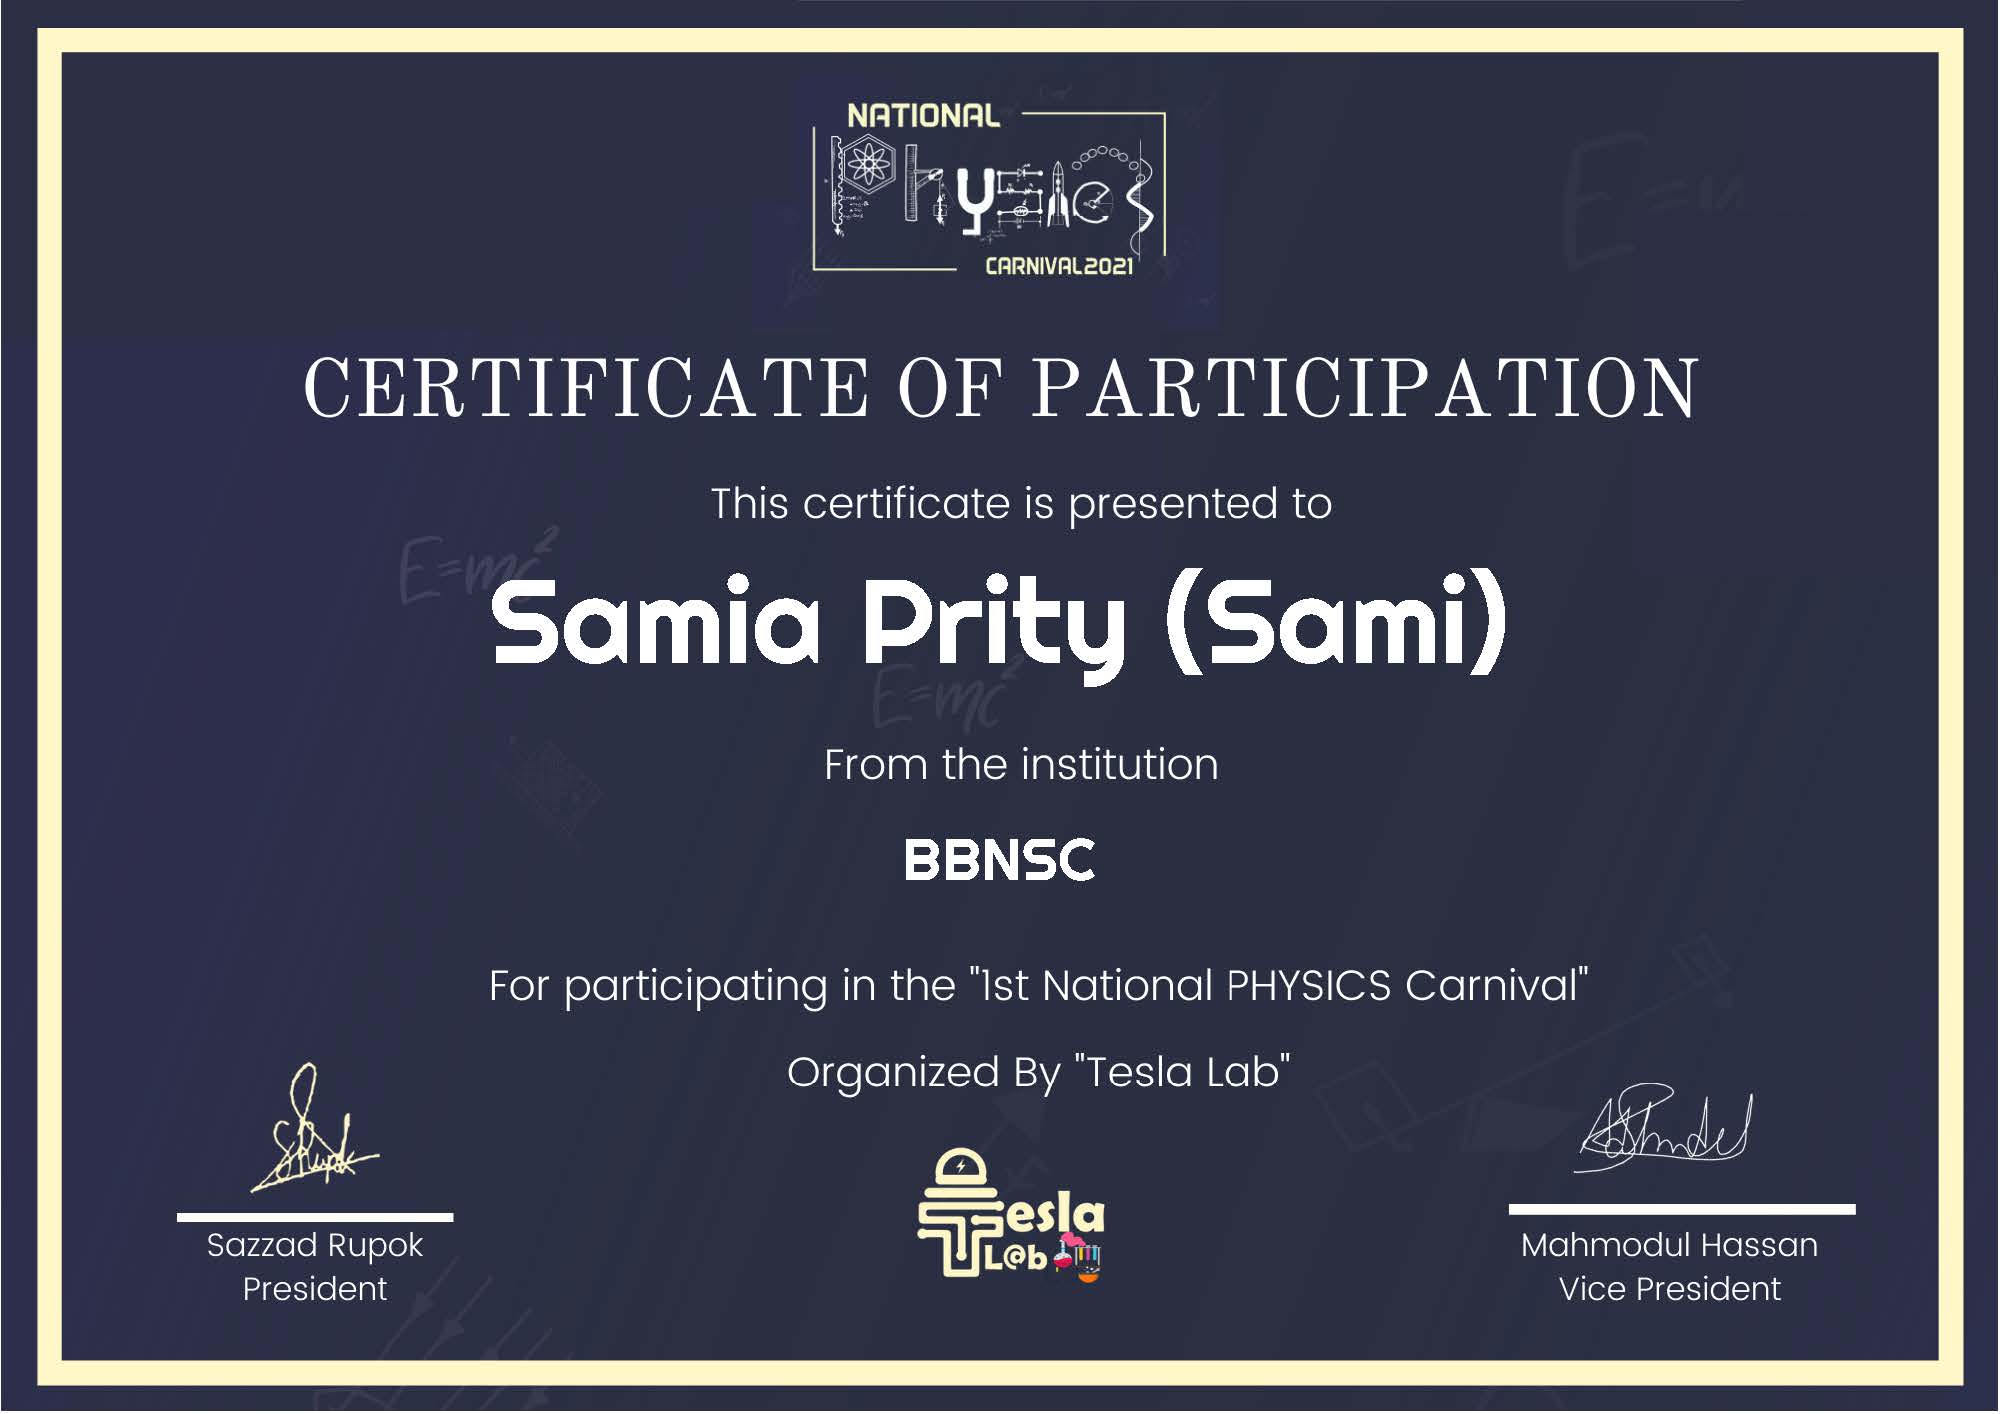 NATIONAL
Physics
CARNIVAL2021
CERTIFICATE OF PARTICIPATION
This certificate is presented to
E=mc²
Samia Prity (Sami)
E=mc²
From the institution
BBNSC
For participating in the "1st National PHYSICS Carnival"
Organized By "Tesla Lab"
Tesla
L@b
Sazzad Rupok
President
Mahmodul Hassan
Vice President